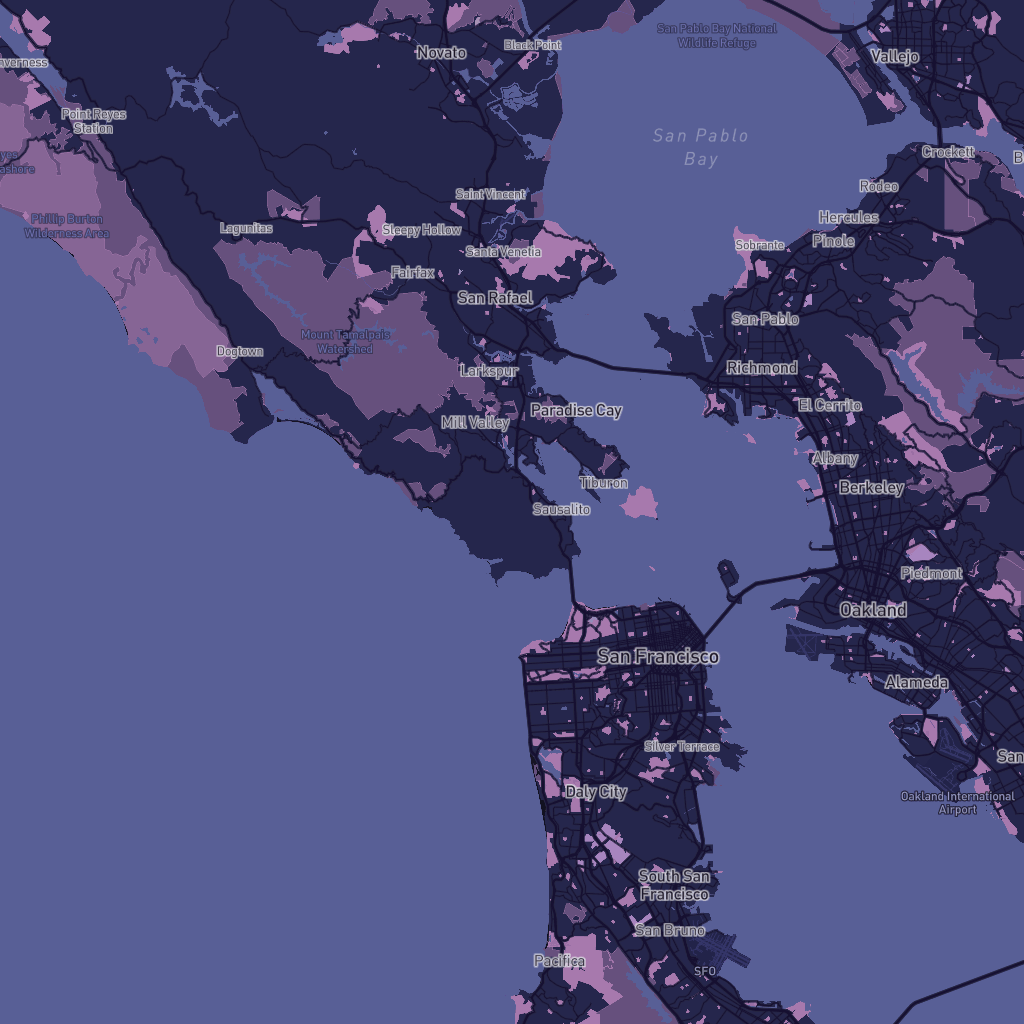 San Pablo Bay National
Wildlife Refuge
Black Point
Novato
Vallejo
nverness
Point Reyes
Station
San Pablo
Bay
Crockett
yes
ashore
Rodeo
Saint Vincent
Hercules
Phillip Burton
Wilderness Area
Lagunitas
Sleepy Hollow
Pinole
Sobrante
Santa Venetia
Fairfax
San Rafael
San Pablo
Mount Tamalpais
Watershed
Dogtown
Larkspur
Richmond
El Cerrito
Paradise Cay
Mill Valley
Albany
Tiburon
Berkeley
Sausalito
Piedmont
Oakland
San Francisco
Alameda
Silver Terrace
San
Daly City
Oakland International
Airport
South San
Francisco
San Bruno
Pacifica
SFO